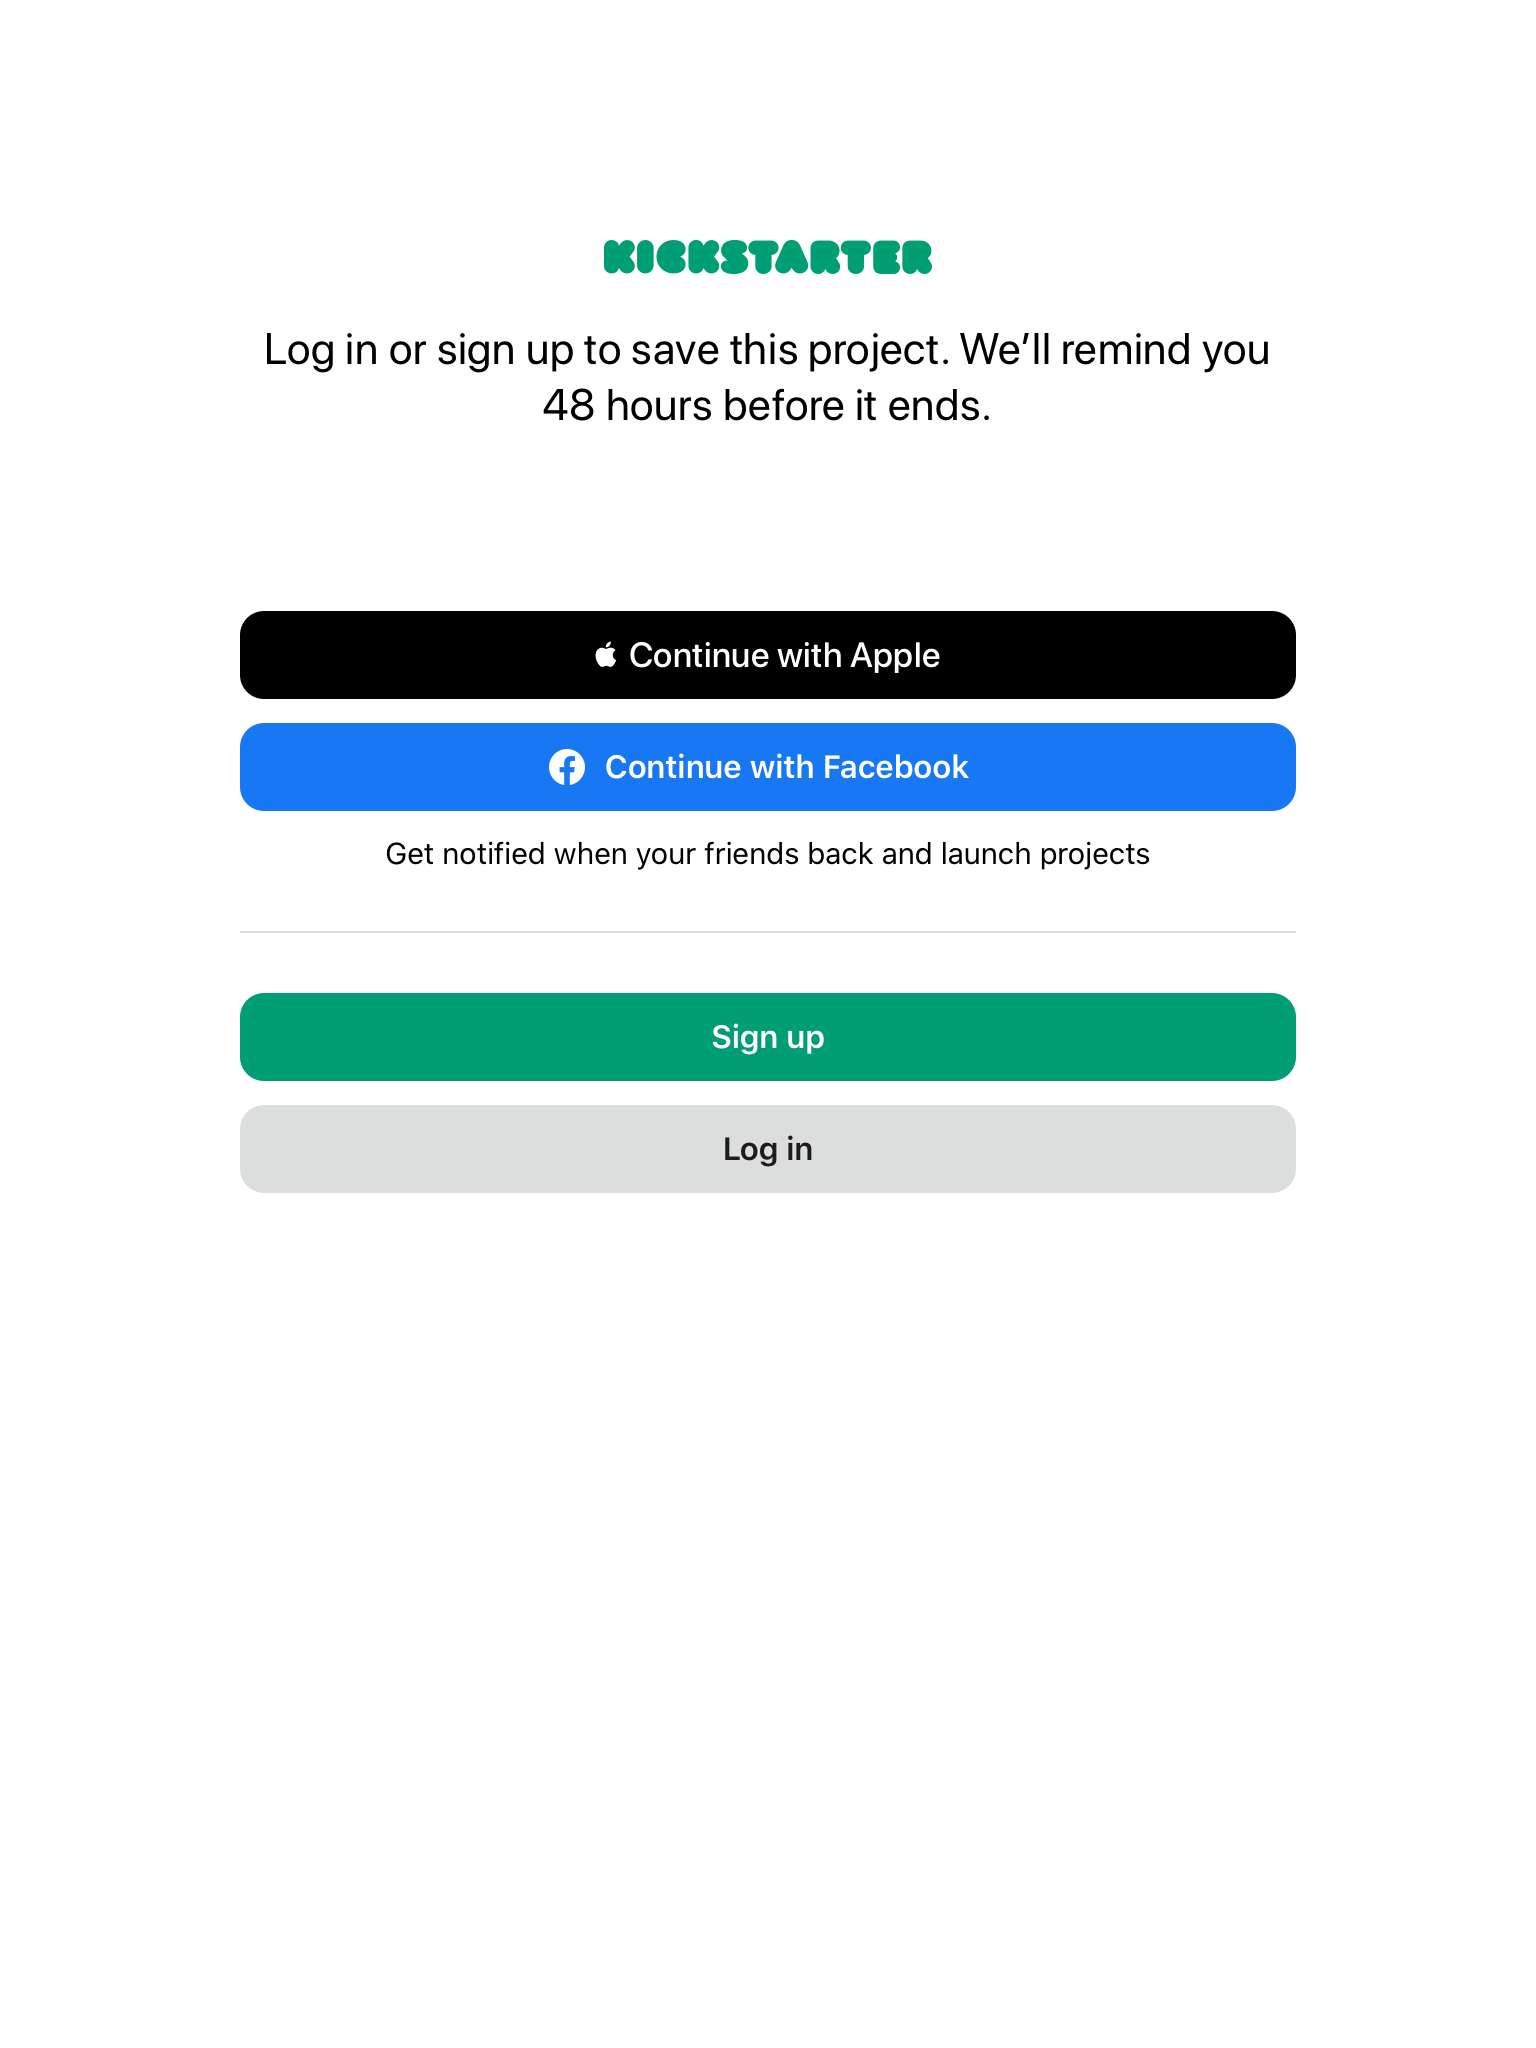 KICKSTARTER
Log in or sign up to save this project. We’ll remind you
48 hours before it ends.
Continue with Apple
Continue with Facebook
Get notified when your friends back and launch projects
Sign up
Log in